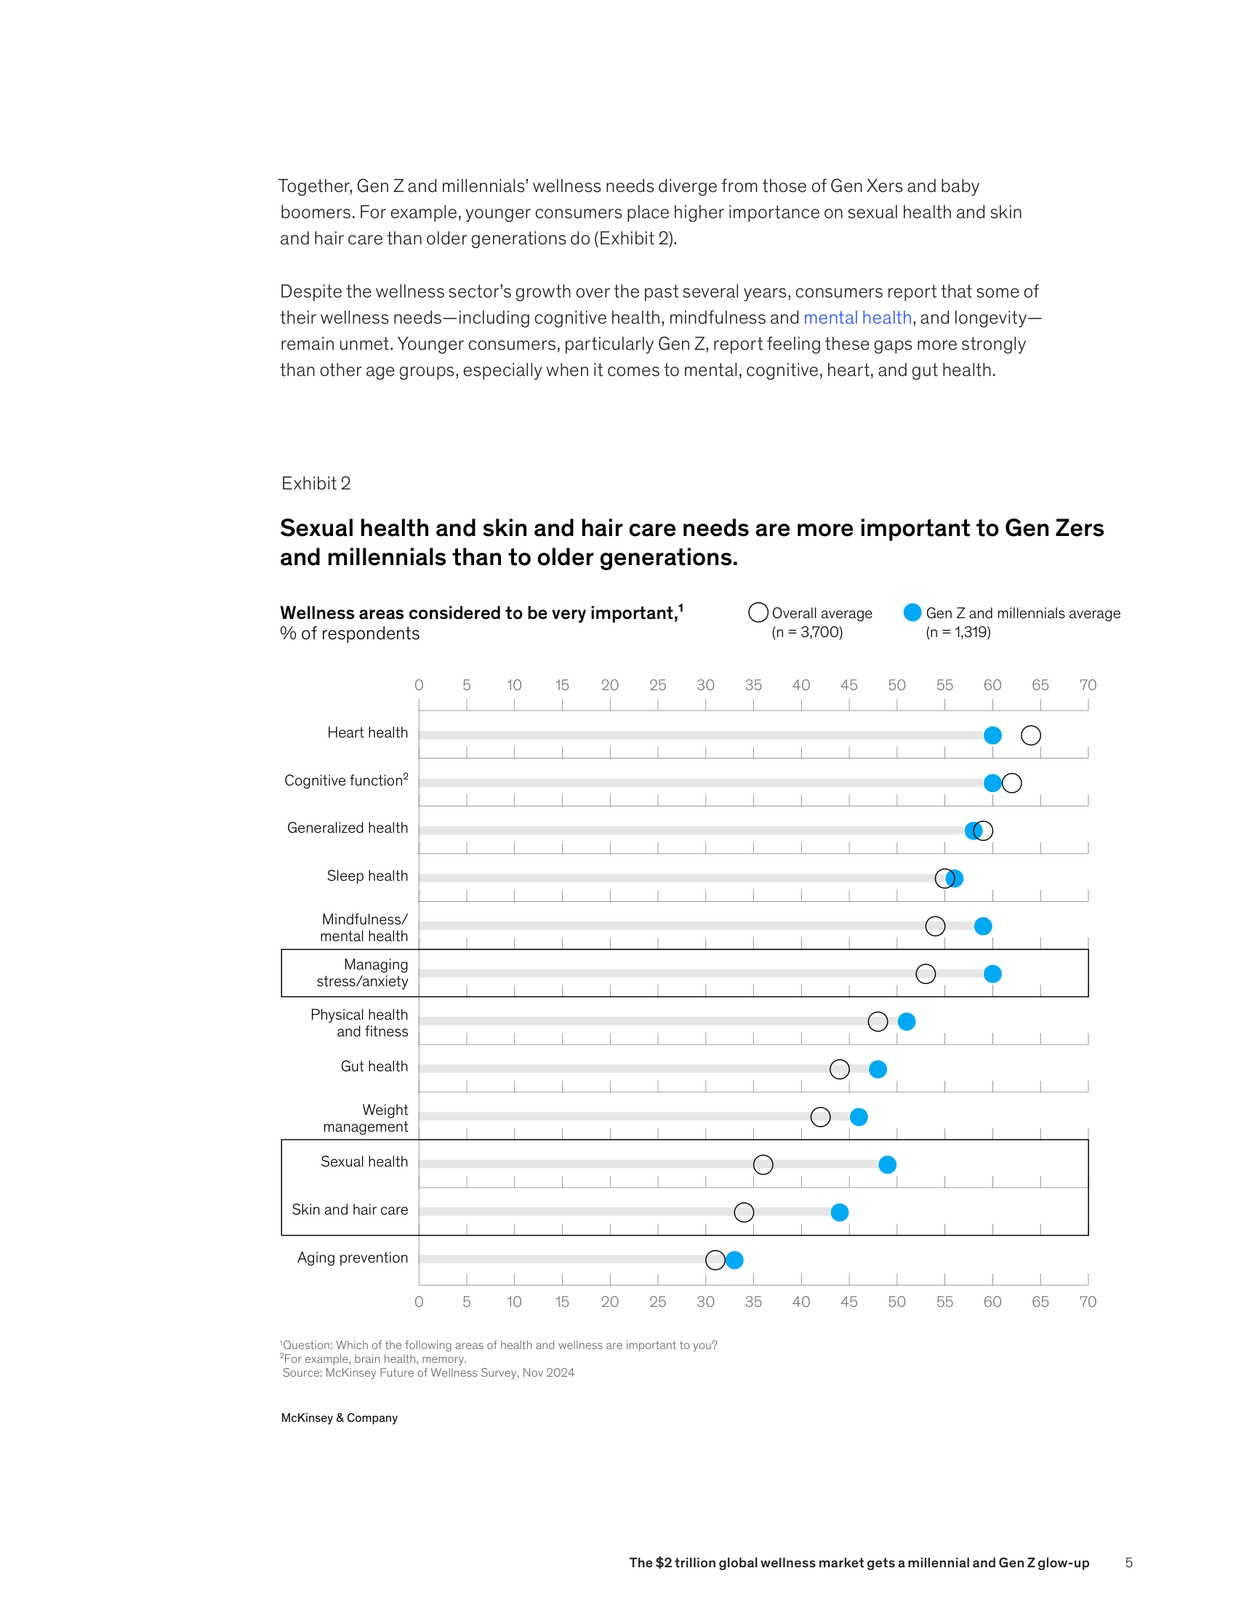 Together, Gen Z and millennials’ wellness needs diverge from those of Gen Xers and baby
boomers. For example, younger consumers place higher importance on sexual health and skin
and hair care than older generations do (Exhibit 2).
Despite the wellness sector’s growth over the past several years, consumers report that some of
their wellness needs—including cognitive health, mindfulness and mental health, and longevity—
remain unmet. Younger consumers, particularly Gen Z, report feeling these gaps more strongly
than other age groups, especially when it comes to mental, cognitive, heart, and gut health.
Exhibit 2
Sexual health and skin and hair care needs are more important to Gen Zers
and millennials than to older generations.
Wellness areas considered to be very important,¹
% of respondents
Overall average
(n = 3,700)
Gen Z and millennials average
(n = 1,319)
0 5 10 15 20 25 30 35 40 45 50 55 60 65 70
Heart health
Cognitive function²
Generalized health
Sleep health
Mindfulness/
mental health
Managing
stress/anxiety
Physical health
and fitness
Gut health
Weight
management
Sexual health
Skin and hair care
Aging prevention
0 5 10 15 20 25 30 35 40 45 50 55 60 65 70
¹Question: Which of the following areas of health and wellness are important to you?
²For example, brain health, memory.
Source: McKinsey Future of Wellness Survey, Nov 2024
McKinsey & Company
The $2 trillion global wellness market gets a millennial and Gen Z glow-up 5